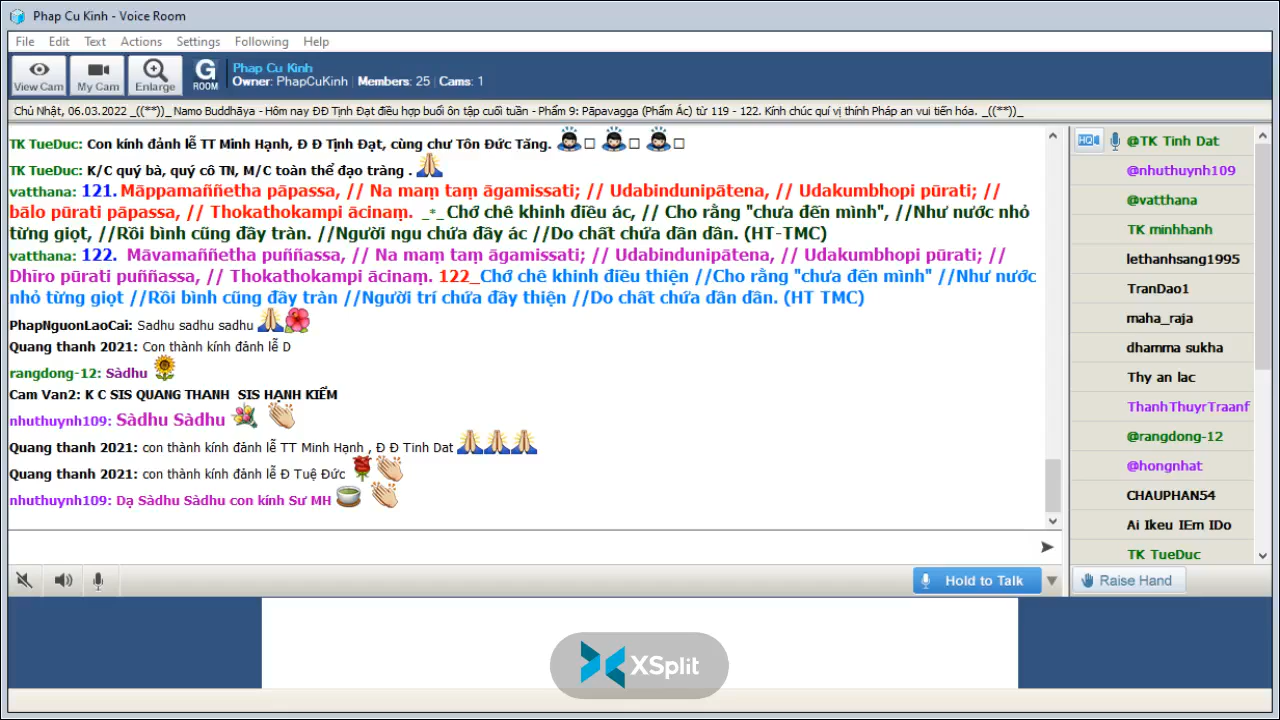 Phap Cu Kinh - Voice Room
File Edit Text Actions Settings Following Help
View Cam My Cam Enlarge G ROOM
Phap Cu Kinh
Owner: PhapCuKinh | Members: 25 | Cams: 1
Chủ Nhật, 06.03.2022 _((**))_ Namo Buddhāya - Hôm nay ĐĐ Tịnh Đạt điều hợp buổi ôn tập cuối tuần - Phẩm 9: Pāpavagga (Phẩm Ác) từ 119 - 122. Kính chúc quí vị thính Pháp an vui tiến hóa. _((**))_
TK TueDuc: Con kính đảnh lễ TT Minh Hạnh, Đ Đ Tịnh Đạt, cùng chư Tôn Đức Tăng.
TK TueDuc: K/C quý bà, quý cô TN, M/C toàn thể đạo tràng .
vatthana: 121. Māppamaññetha pāpassa, // Na maṃ taṃ āgamissati; // Udabindunipātena, // Udakumbhopi pūrati; //
bālo pūrati pāpassa, // Thokathokampi ācinaṃ. _*_Chớ chê khinh điều ác, // Cho rằng "chưa đến mình", //Như nước nhỏ
từng giọt, //Rồi bình cũng đầy tràn. //Người ngu chứa đầy ác //Do chất chứa dần dần. (HT-TMC)
vatthana: 122. Māvamaññetha puññassa, // Na maṃ taṃ āgamissati; // Udabindunipātena, // Udakumbhopi pūrati; //
Dhīro pūrati puññassa, // Thokathokampi ācinaṃ. 122_Chớ chê khinh điều thiện //Cho rằng "chưa đến mình" //Như nước
nhỏ từng giọt //Rồi bình cũng đầy tràn //Người trí chứa đầy thiện //Do chất chứa dần dần. (HT TMC)
PhapNguonLaoCai: Sadhu sadhu sadhu
Quang thanh 2021: Con thành kính đảnh lễ D
rangdong-12: Sàdhu
Cam Van2: K C SIS QUANG THANH SIS HẠNH KIỂM
nhuthuynh109: Sàdhu Sàdhu
Quang thanh 2021: con thành kính đảnh lễ TT Minh Hạnh , Đ Đ Tinh Dat
Quang thanh 2021: con thành kính đảnh lễ Đ Tuệ Đức
nhuthuynh109: Dạ Sàdhu Sàdhu con kính Sư MH
HD @TK Tinh Dat
@nhuthuynh109
@vatthana
TK minhhanh
lethanhsang1995
TranDao1
maha_raja
dhamma sukha
Thy an lac
ThanhThuyrTraanf
@rangdong-12
@hongnhat
CHAUPHAN54
Ai Ikeu IEm IDo
TK TueDuc
Hold to Talk
Raise Hand
XSplit